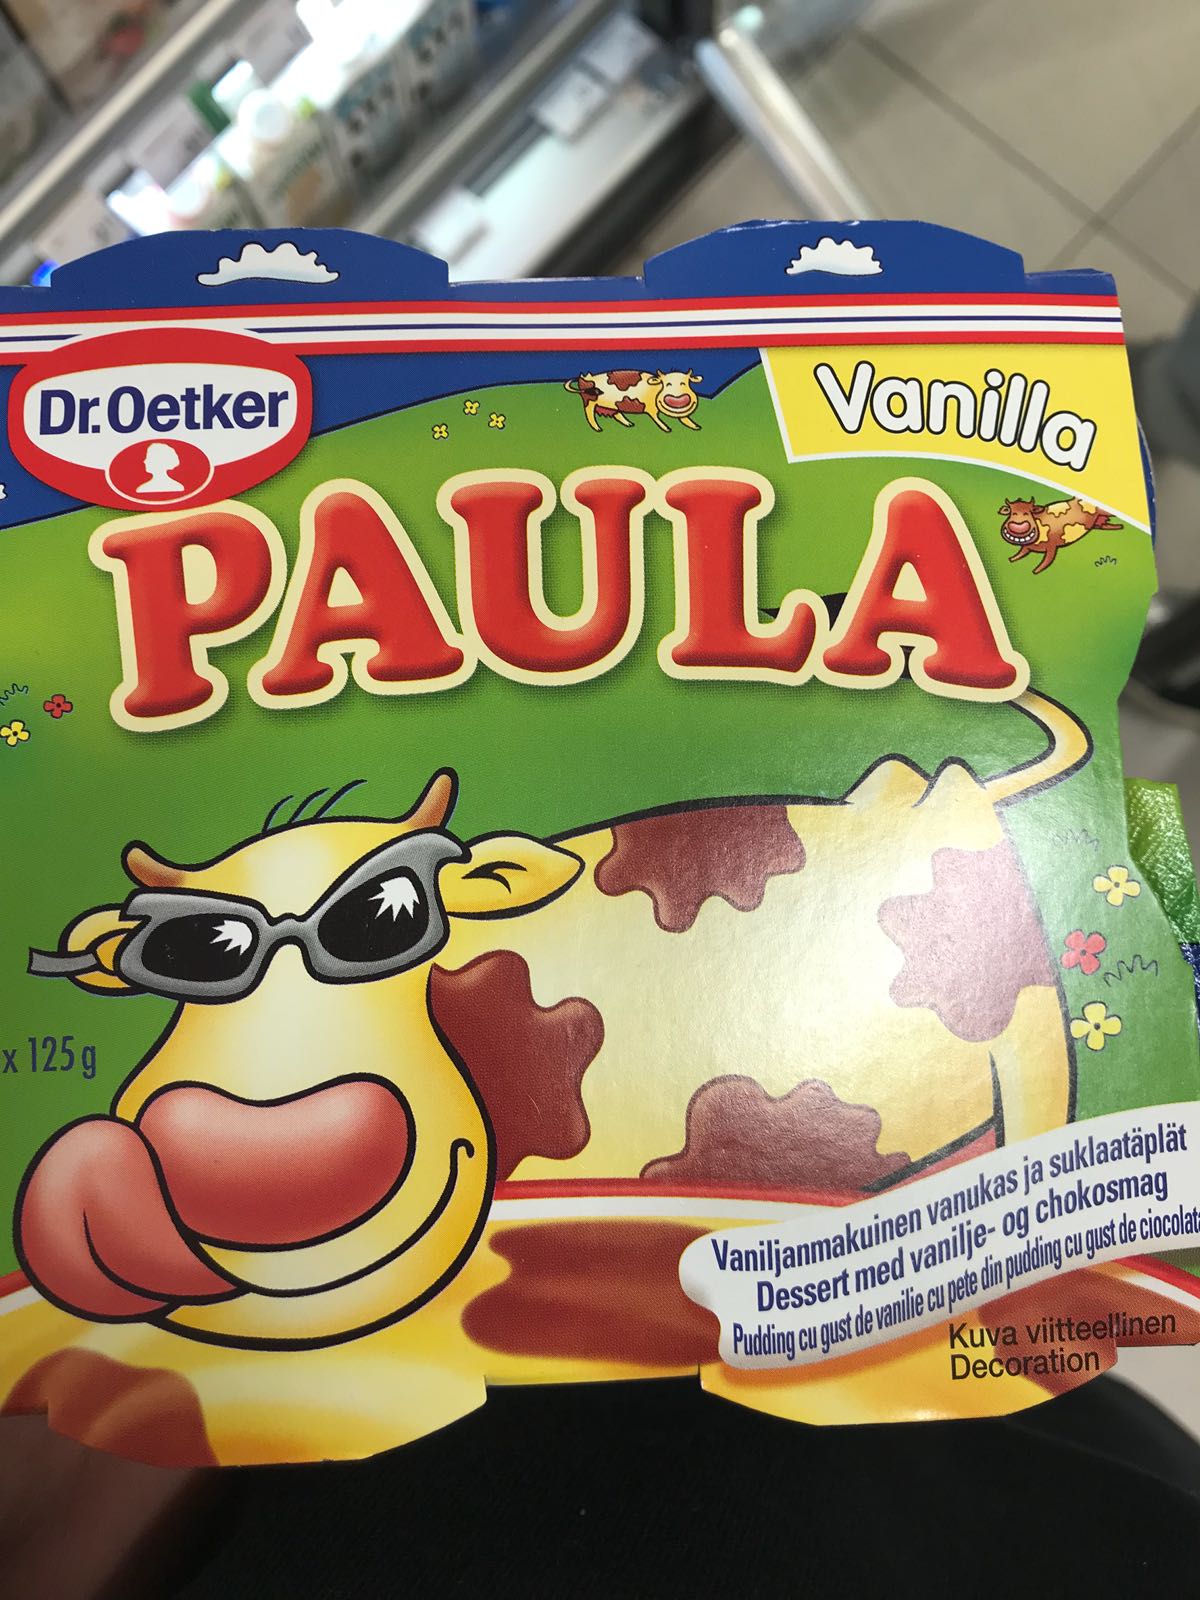 Dr. Oetker
Vanilla
PAULA
x 125 g
Vaniljanmakuinen vanukas ja suklaatäplät
Dessert med vanilje- og chokosmag
Pudding cu gust de vanilie cu pete din pudding cu gust de
Kuva viitteellinen
Decoration